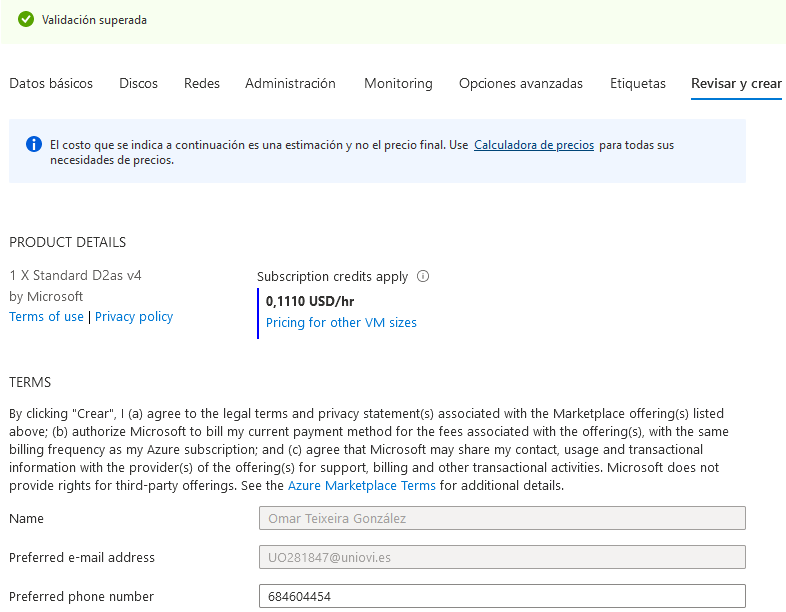 Validación superada
Datos básicos Discos Redes Administración Monitoring Opciones avanzadas Etiquetas Revisar y crear
El costo que se indica a continuación es una estimación y no el precio final. Use Calculadora de precios para todas sus
necesidades de precios.
PRODUCT DETAILS
1 X Standard D2as v4
by Microsoft
Terms of use | Privacy policy
Subscription credits apply
0,1110 USD/hr
Pricing for other VM sizes
TERMS
By clicking "Crear", I (a) agree to the legal terms and privacy statement(s) associated with the Marketplace offering(s) listed
above; (b) authorize Microsoft to bill my current payment method for the fees associated with the offering(s), with the same
billing frequency as my Azure subscription; and (c) agree that Microsoft may share my contact, usage and transactional
information with the provider(s) of the offering(s) for support, billing and other transactional activities. Microsoft does not
provide rights for third-party offerings. See the Azure Marketplace Terms for additional details.
Name Omar Teixeira González
Preferred e-mail address UO281847@uniovi.es
Preferred phone number 684604454